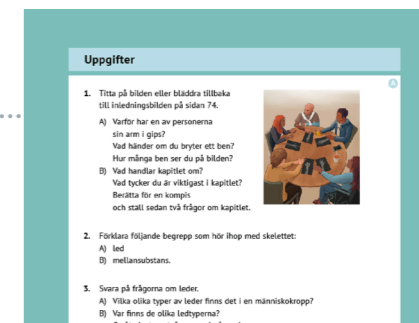 Uppgifter
1. Titta på bilden eller bläddra tillbaka
till inledningsbilden på sidan 74.
A) Varför har en av personerna
sin arm i gips?
Vad händer om du bryter ett ben?
Hur många ben ser du på bilden?
B) Vad handlar kapitlet om?
Vad tycker du är viktigast i kapitlet?
Berätta för en kompis
och ställ sedan två frågor om kapitlet.
2. Förklara följande begrepp som hör ihop med skelettet:
A) led
B) mellansubstans.
3. Svara på frågorna om leder.
A) Vilka olika typer av leder finns det i en människokropp?
B) Var finns de olika ledtyperna?